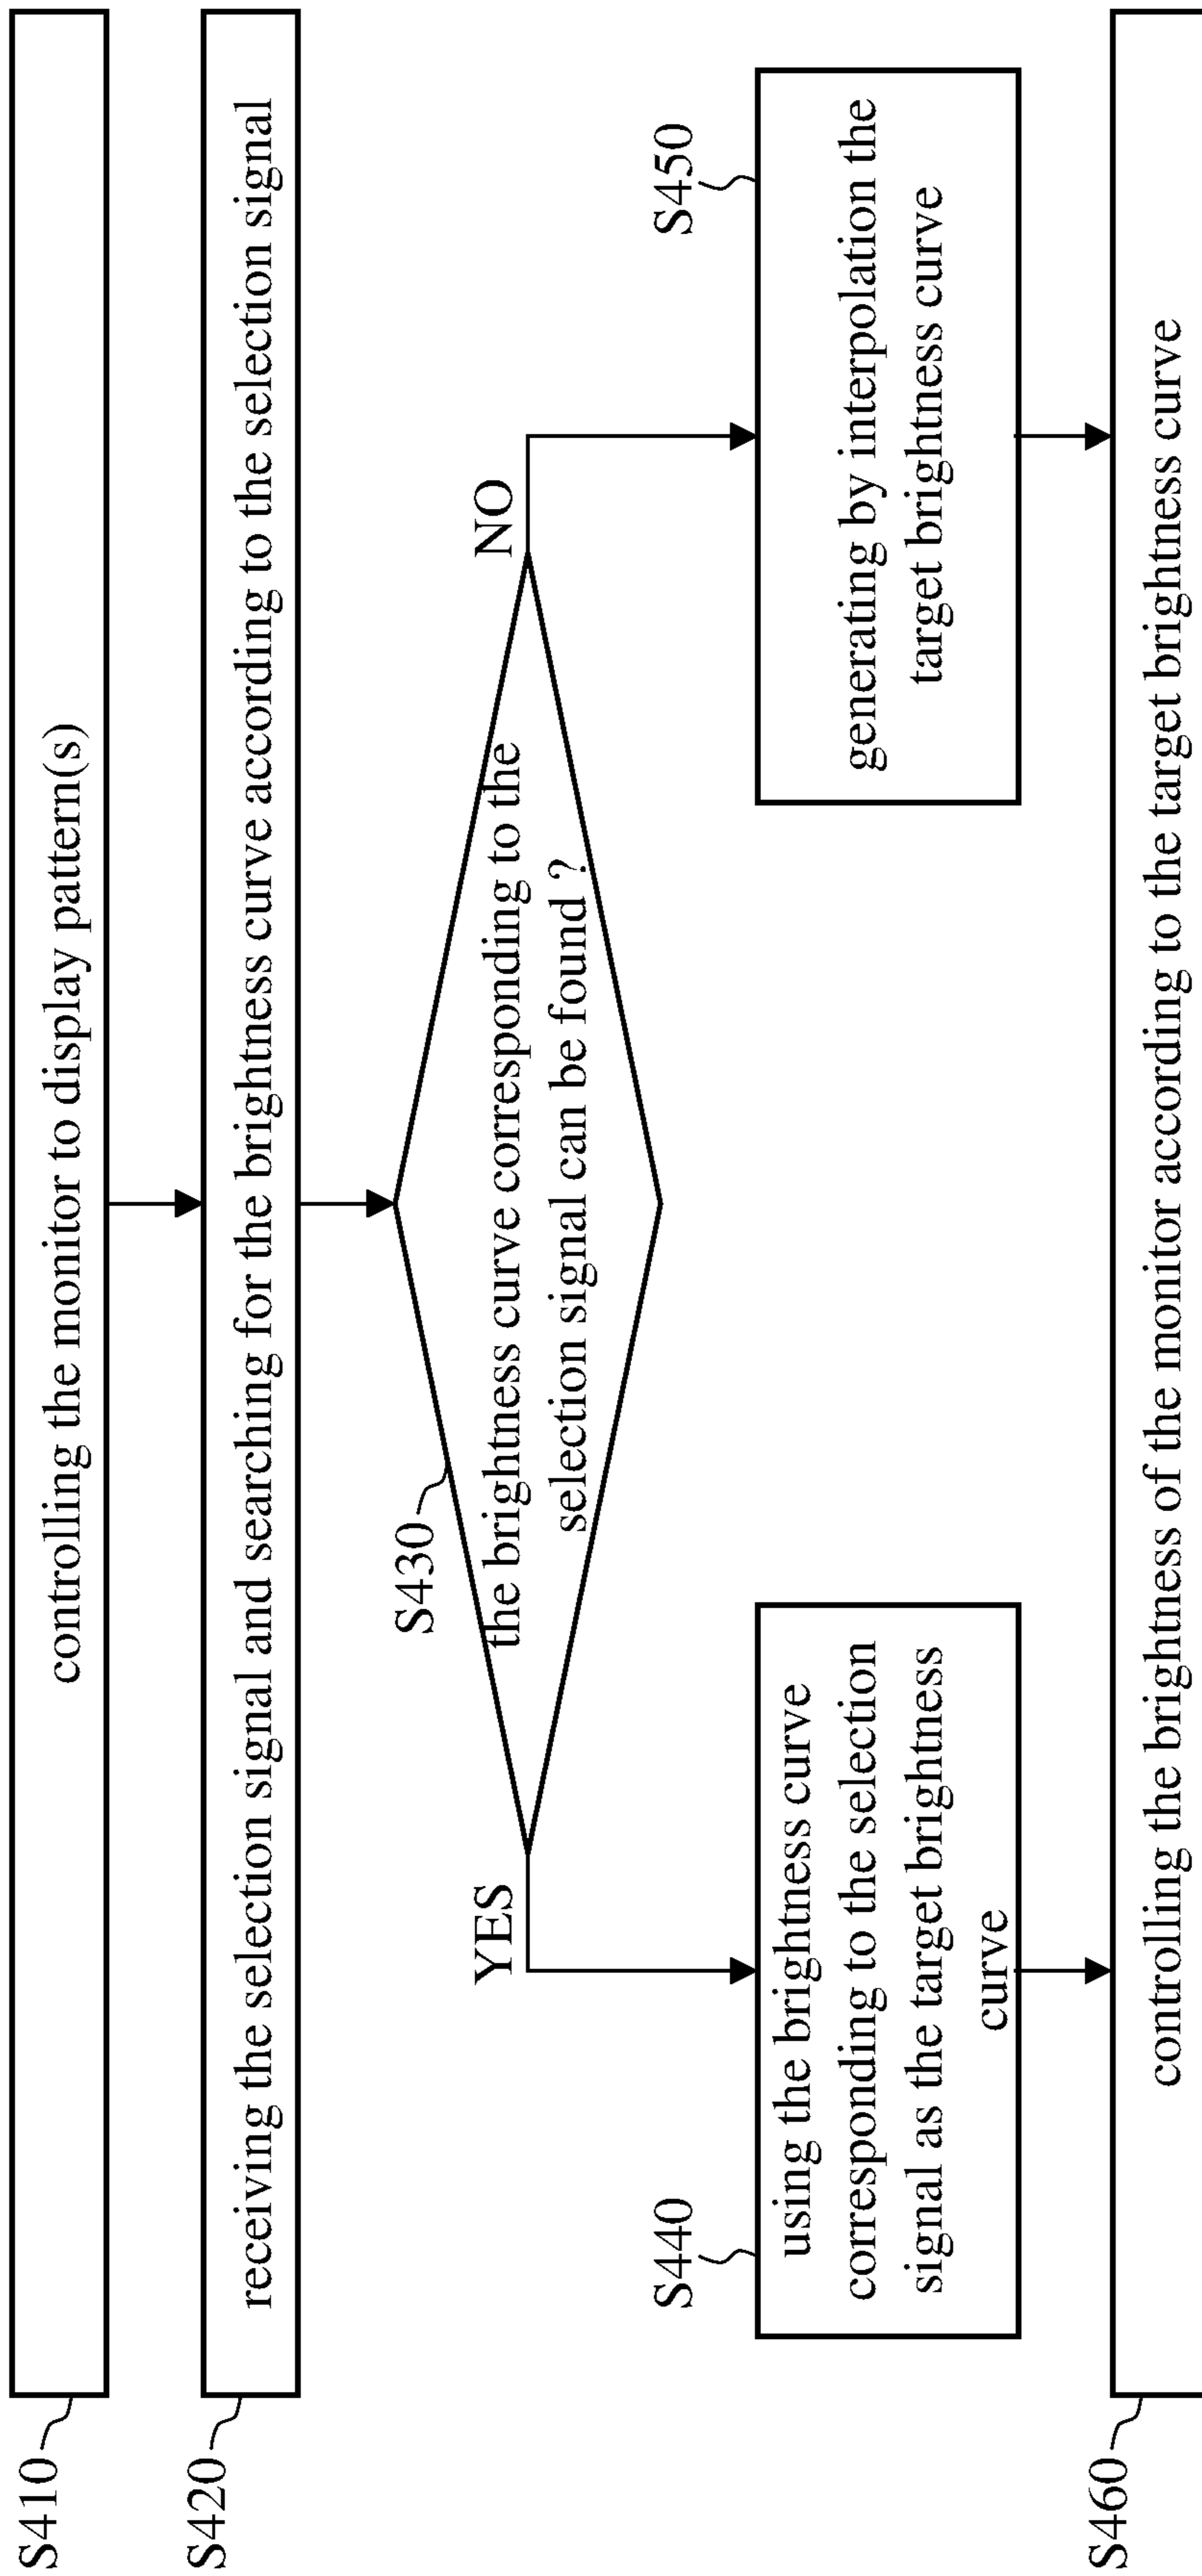 S410
controlling the monitor to display pattern(s)
S420
receiving the selection signal and searching for the brightness curve according to the selection signal
S430
the brightness curve corresponding to the
selection signal can be found ?
YES
NO
S440
using the brightness curve
corresponding to the selection
signal as the target brightness
curve
S450
generating by interpolation the
target brightness curve
S460
controlling the brightness of the monitor according to the target brightness curve